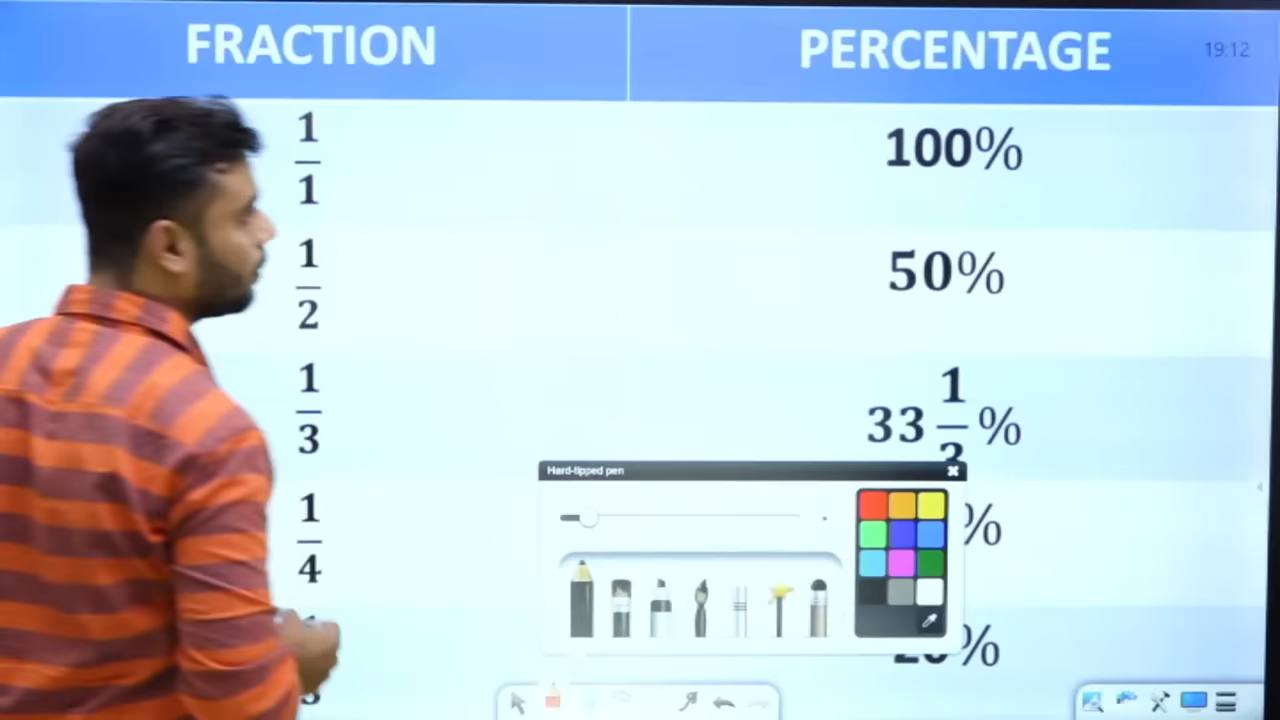 FRACTION PERCENTAGE 19:12
1/1 100%
1/2 50%
1/3 33 1/3 %
Hard-tipped pen
1/4 %
%